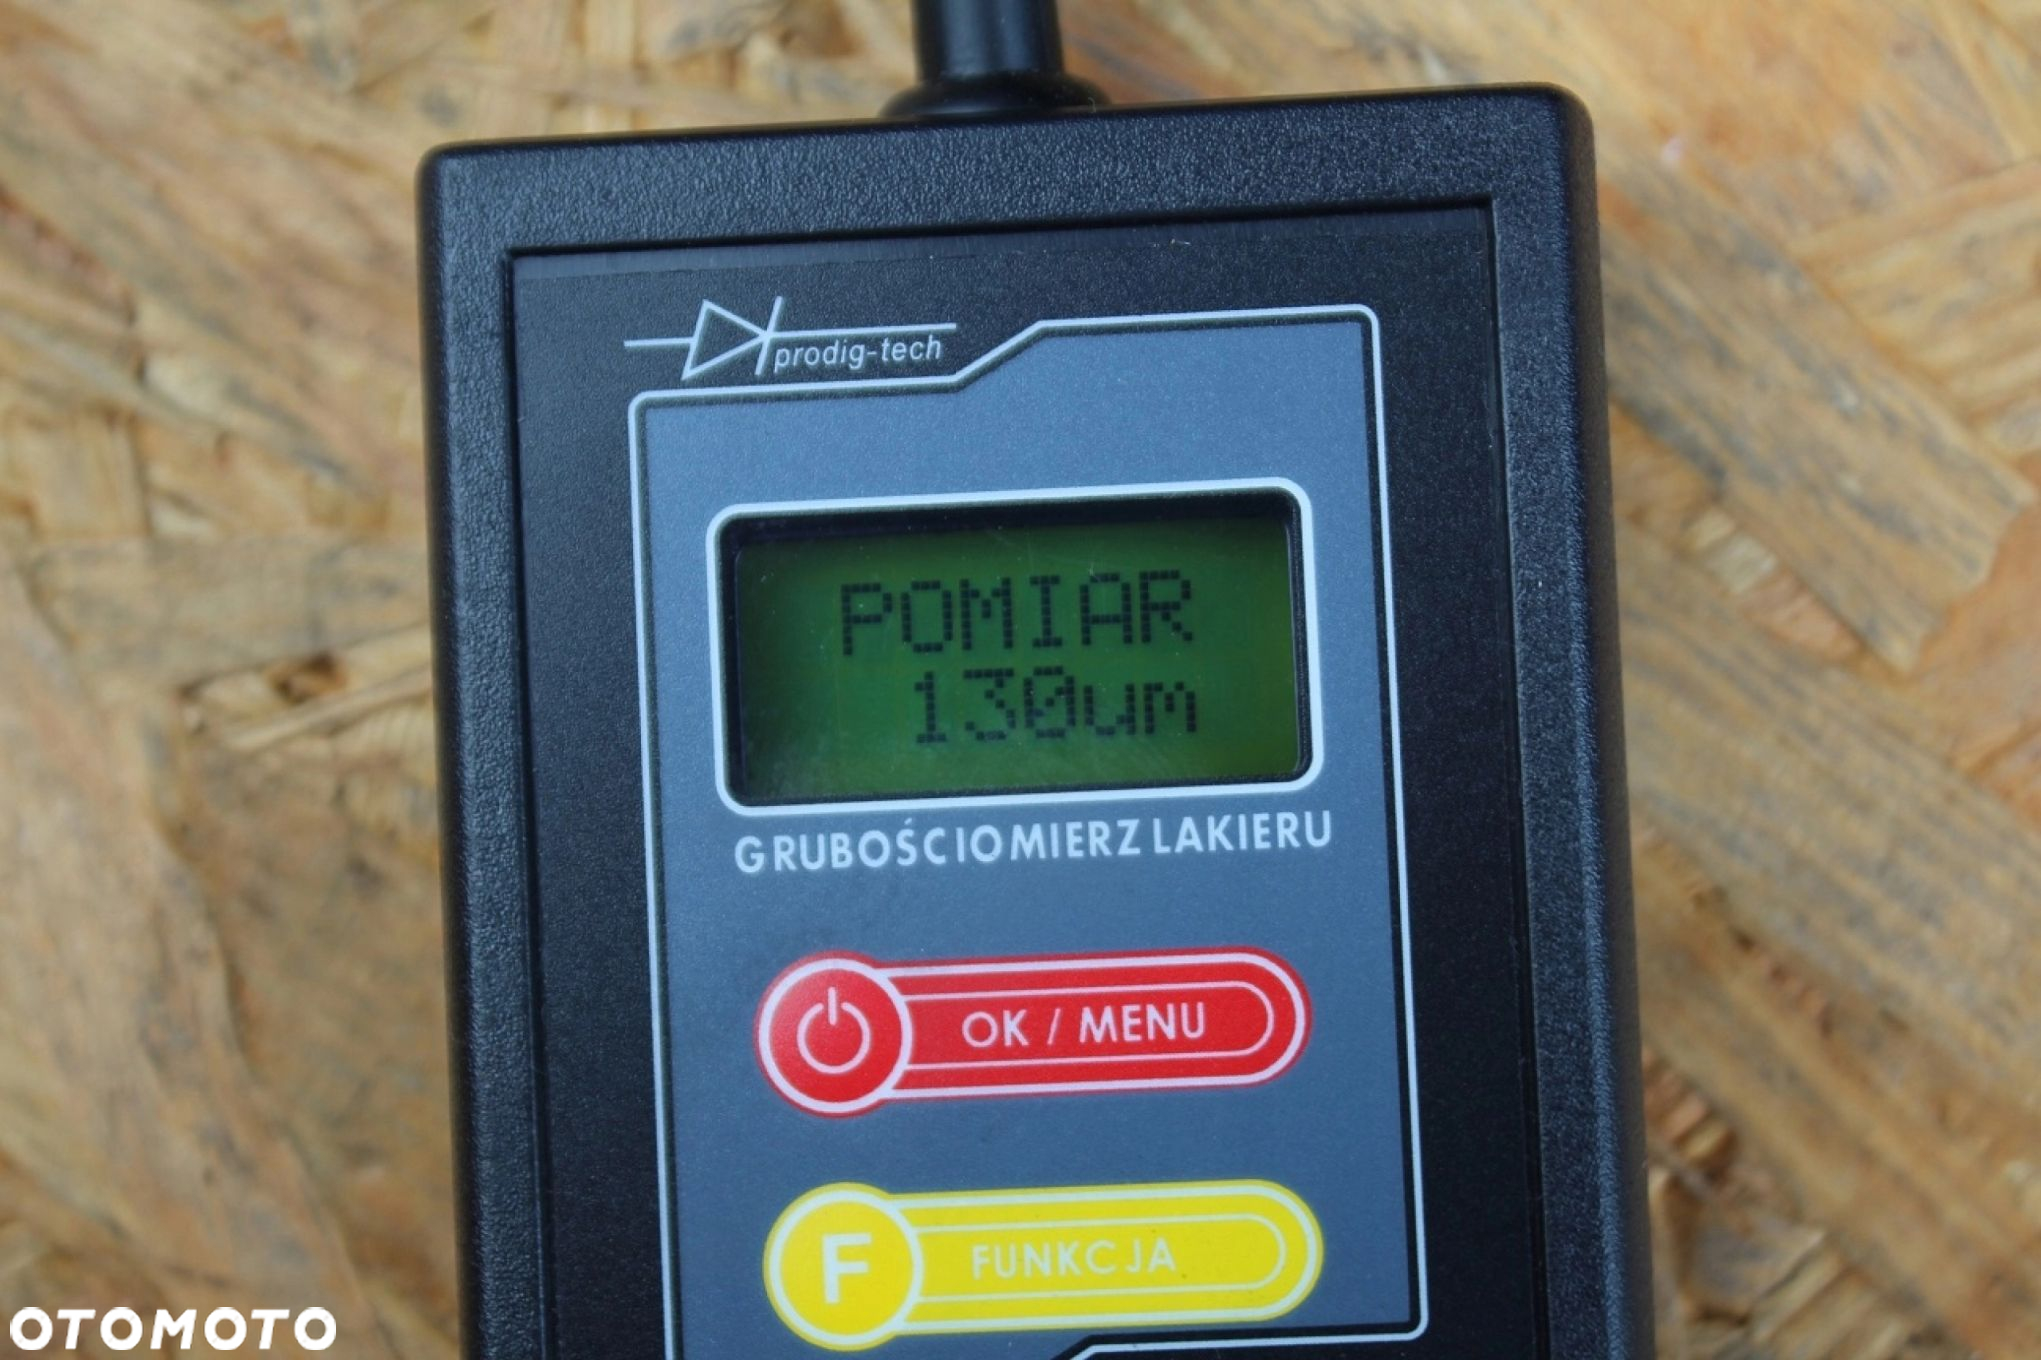 prodig-tech
POMIAR
130um
GRUBOŚCIOMIERZ LAKIERU
OK / MENU
F FUNKCJA
OTOMOTO